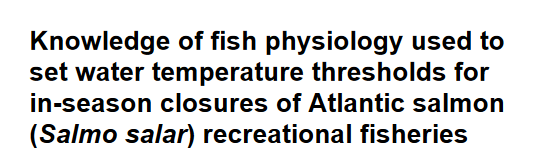 Knowledge of fish physiology used to
set water temperature thresholds for
in-season closures of Atlantic salmon
(Salmo salar) recreational fisheries